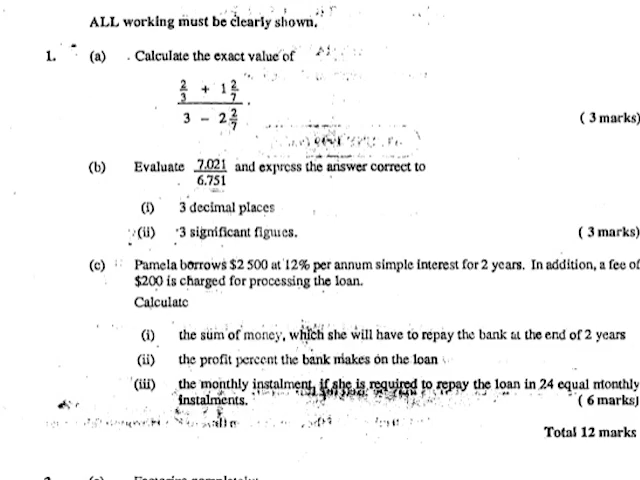 ALL working must be clearly shown.
1. (a) Calculate the exact value of
2/3 + 1 2/7
3 - 2 2/7
( 3 marks)
(b) Evaluate 7.021/6.751 and express the answer correct to
(i) 3 decimal places
(ii) 3 significant figures. ( 3 marks)
(c) Pamela borrows $2 500 at 12% per annum simple interest for 2 years. In addition, a fee of
$200 is charged for processing the loan.
Calculate
(i) the sum of money, which she will have to repay the bank at the end of 2 years
(ii) the profit percent the bank makes on the loan
(iii) the monthly instalment, if she is required to repay the loan in 24 equal monthly
instalments. ( 6 marks)
Total 12 marks